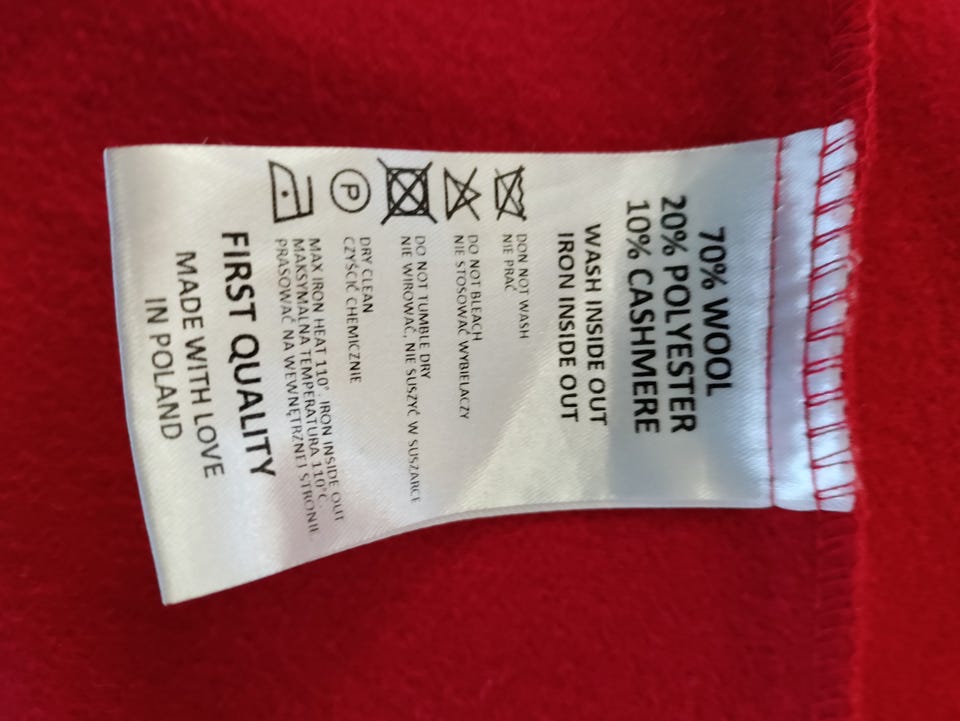 70% WOOL
20% POLYESTER
10% CASHMERE
WASH INSIDE OUT
IRON INSIDE OUT
DON NOT WASH
NIE PRAĆ
DO NOT BLEACH
NIE STOSOWAĆ WYBIELACZY
DO NOT TUMBLE DRY
NIE WIROWAĆ, NIE SUSZYĆ W SUSZARCE
P
DRY CLEAN
CZYŚCIĆ CHEMICZNIE
MAX IRON HEAT 110°. IRON INSIDE OUT
MAKSYMALNA TEMPERATURA 110°C.
PRASOWAĆ NA WEWNĘTRZNEJ STRONIE.
FIRST QUALITY
MADE WITH LOVE
IN POLAND